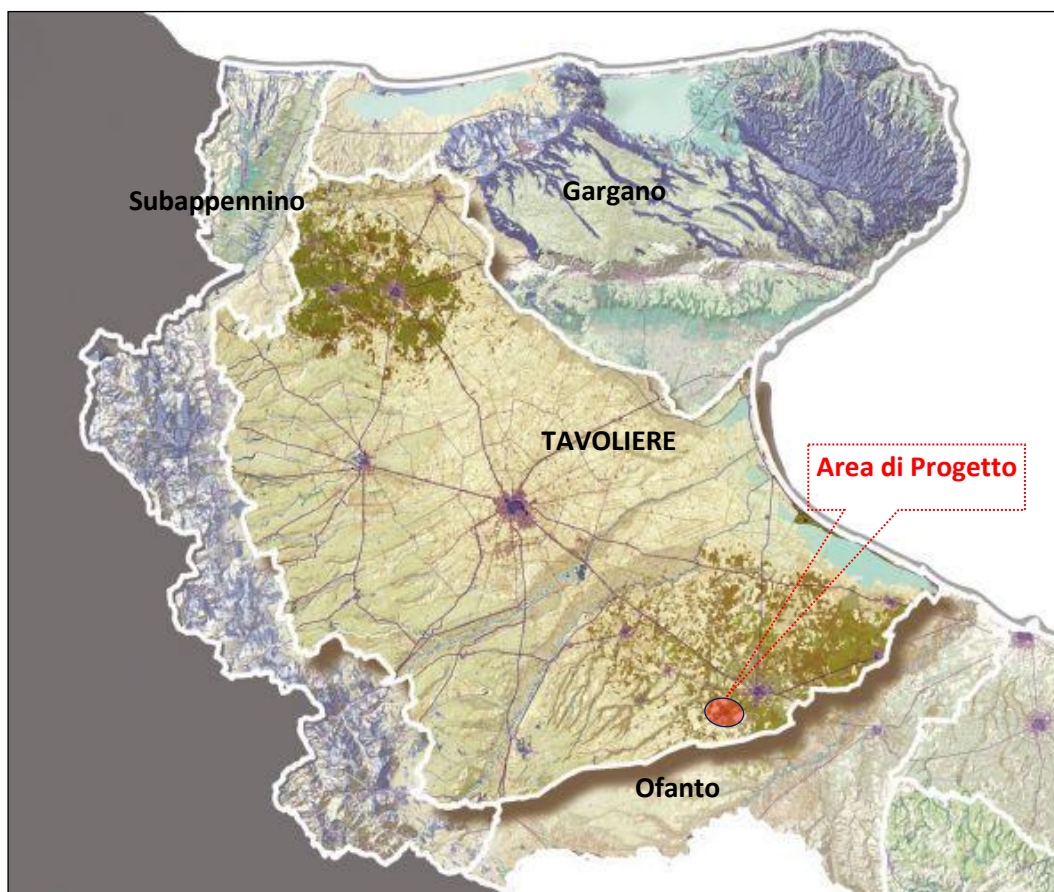 Subappennino
Gargano
TAVOLIERE
Area di Progetto
Ofanto